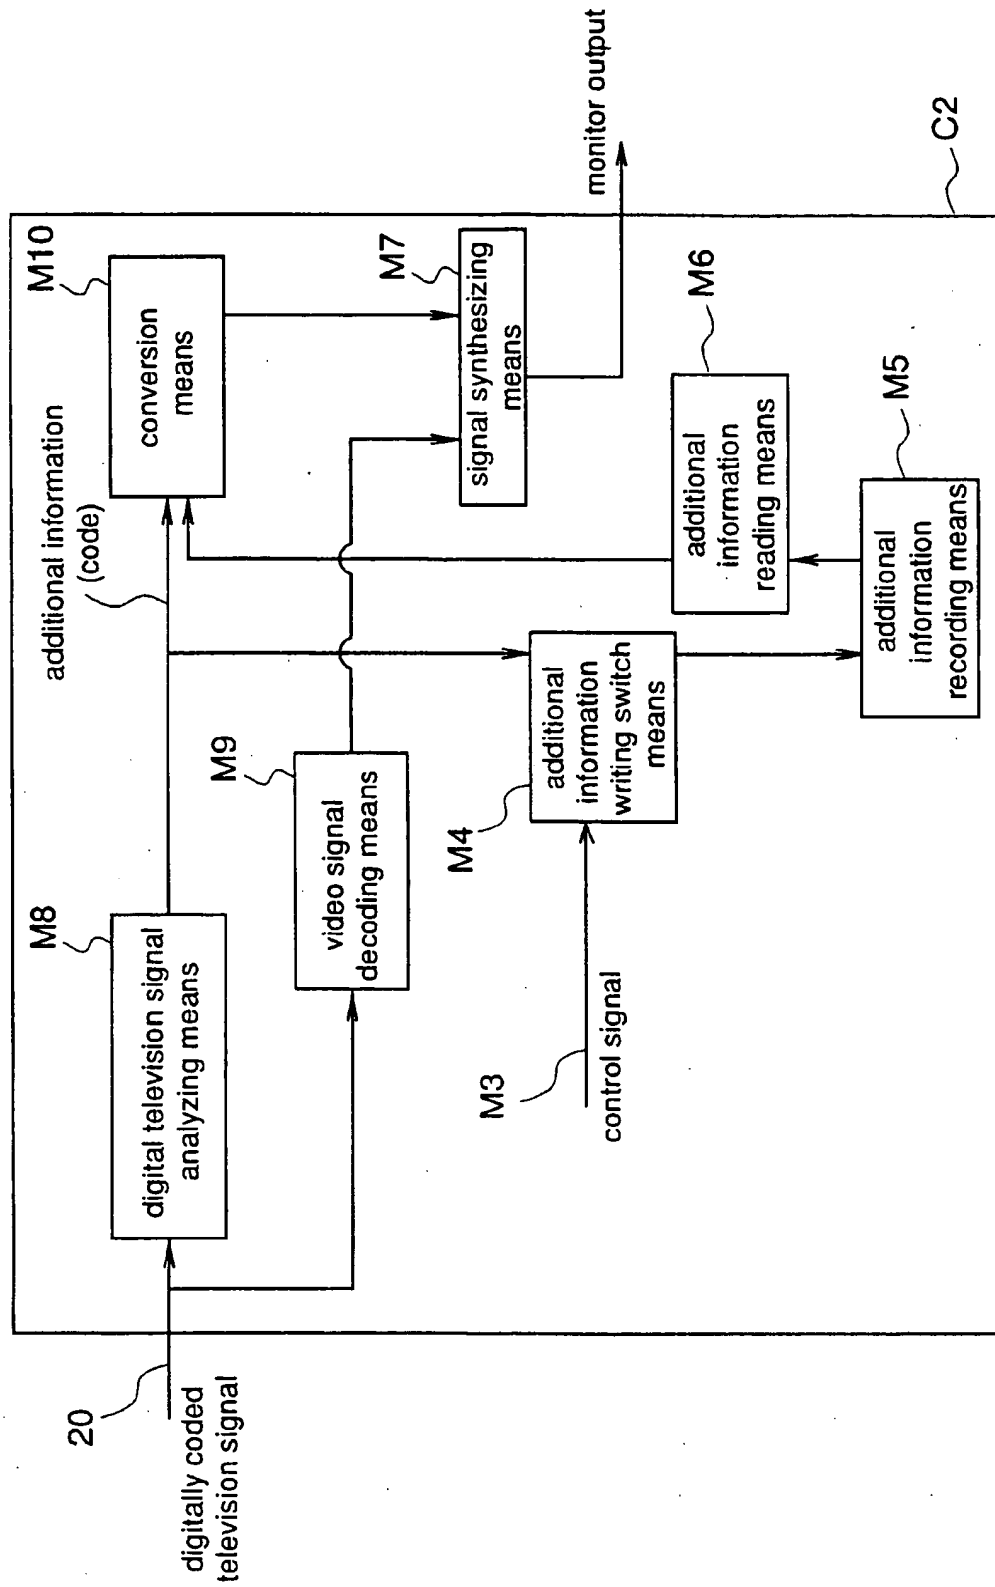 20
digitally coded
television signal
M8
digital television signal
analyzing means
additional information
(code)
M10
conversion
means
M9
video signal
decoding means
M7
signal synthesizing
means
monitor output
M3
control signal
M4
additional
information
writing switch
means
M6
additional
information
reading means
M5
additional
information
recording means
C2